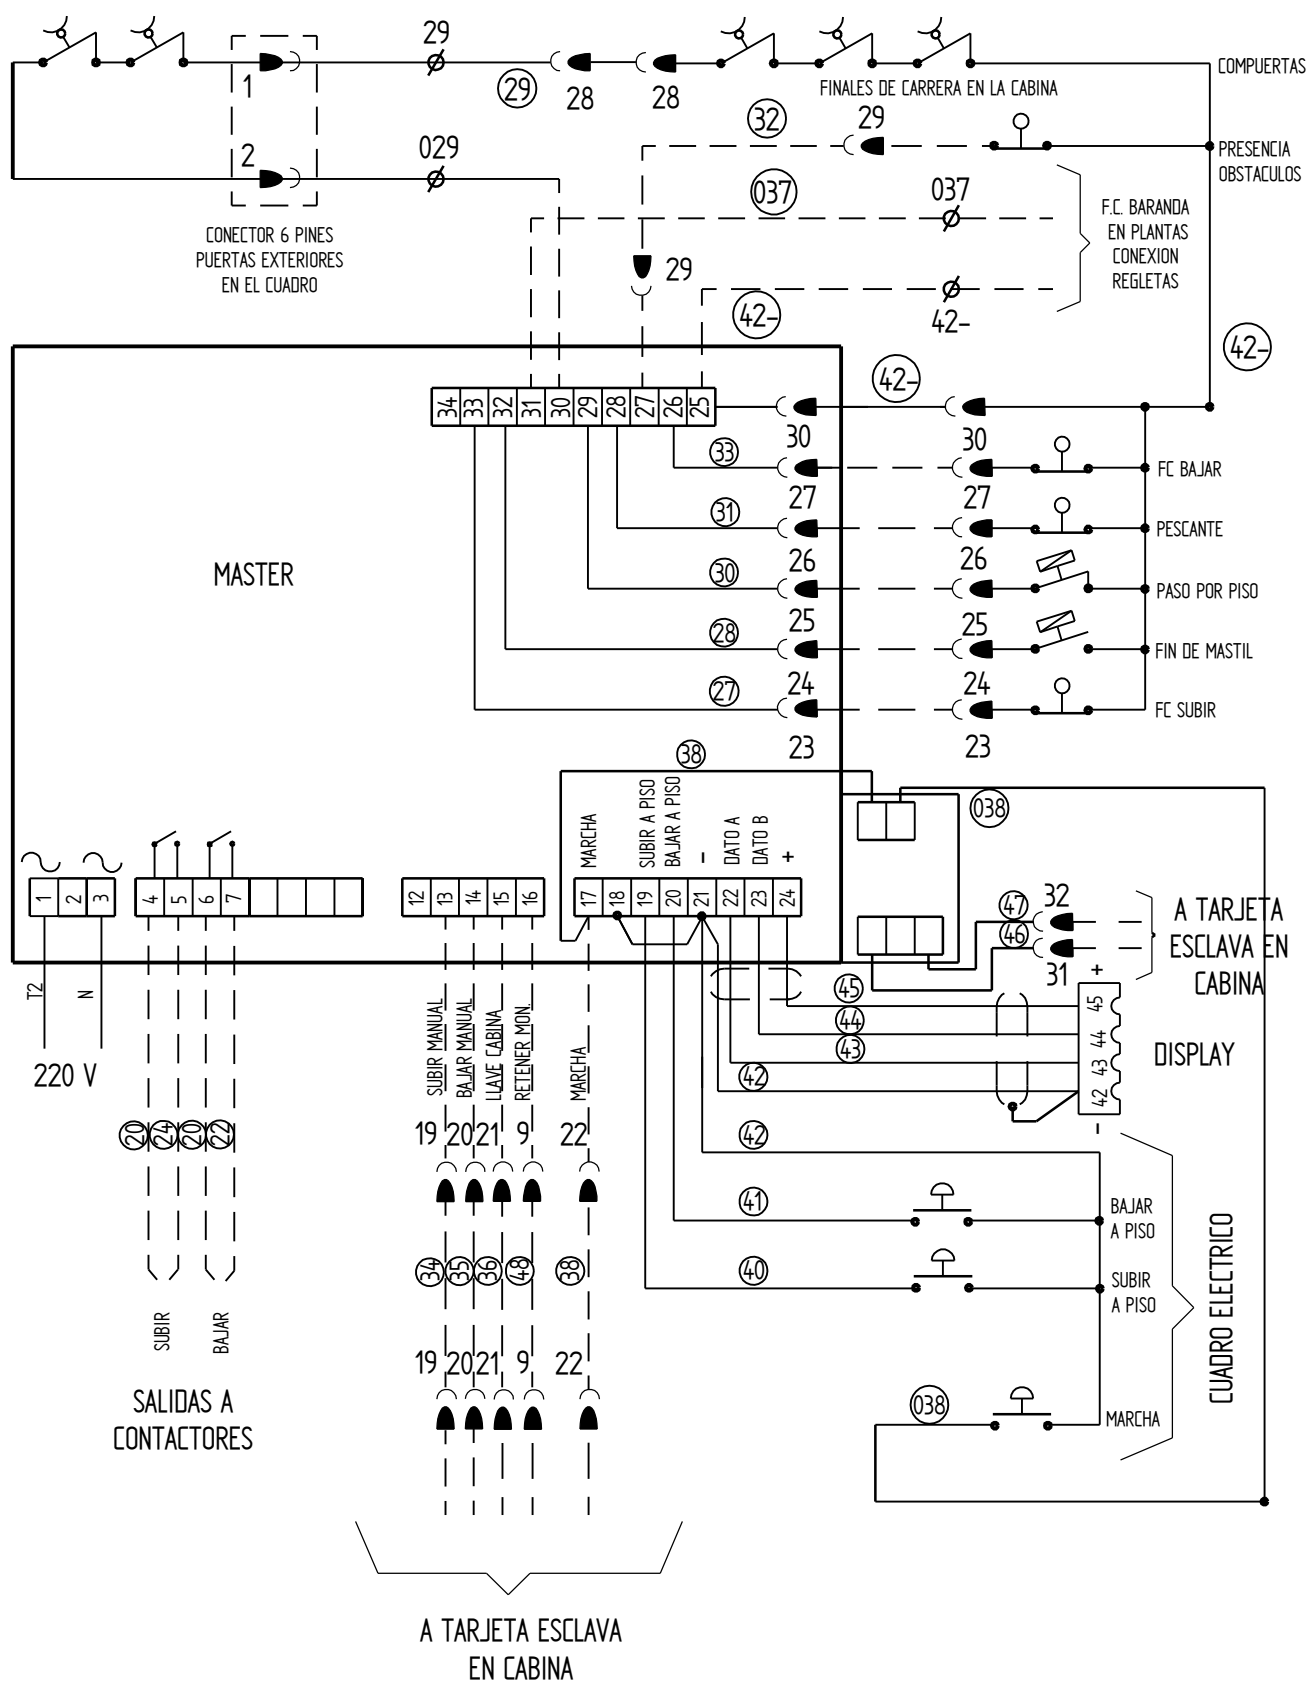 29
1
29
28
28
FINALES DE CARRERA EN LA CABINA
COMPUERTAS
32
29
2
029
PRESENCIA
OBSTACULOS
037
037
F.C. BARANDA
EN PLANTAS
CONEXION
REGLETAS
CONECTOR 6 PINES
PUERTAS EXTERIORES
EN EL CUADRO
29
42-
42-
42-
42-
34 33 32 31 30 29 28 27 26 25
30
30
33
FC BAJAR
27
27
31
PESCANTE
MASTER
26
26
30
PASO POR PISO
25
25
28
FIN DE MASTIL
24
24
27
FC SUBIR
23
23
38
038
MARCHA
SUBIR A PISO
BAJAR A PISO
-
DATO A
DATO B
+
1 2 3
4 5 6 7
12 13 14 15 16
17 18 19 20 21 22 23 24
47
32
46
31
A TARJETA
ESCLAVA EN
CABINA
T2
N
220 V
SUBIR MANUAL
BAJAR MANUAL
LLAVE CABINA
RETENER MON.
MARCHA
45
44
43
42
+
45
44
43
42
-
DISPLAY
20
24
20
22
19
20
21
9
22
42
41
BAJAR
A PISO
40
SUBIR
A PISO
34
35
36
48
38
CUADRO ELECTRICO
SUBIR
BAJAR
19
20
21
9
22
SALIDAS A
CONTACTORES
038
MARCHA
A TARJETA ESCLAVA
EN CABINA